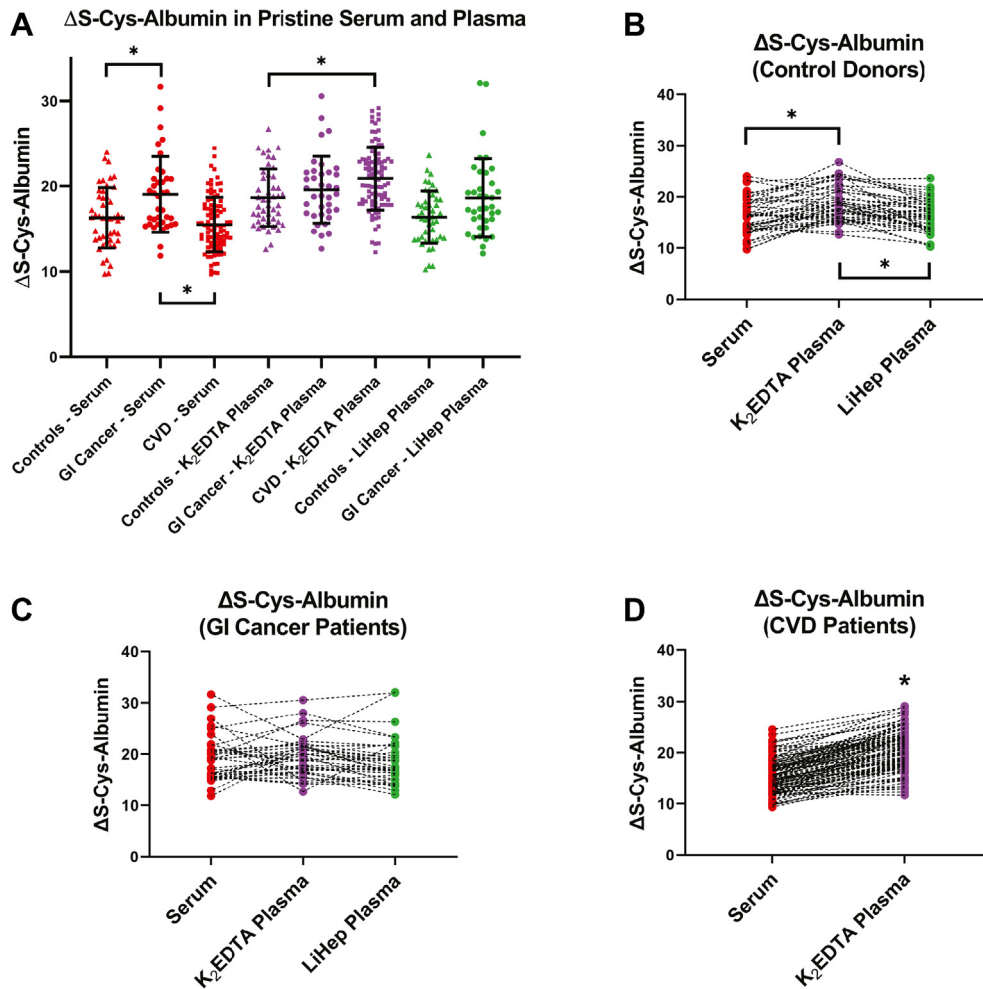 A
ΔS-Cys-Albumin in Pristine Serum and Plasma
ΔS-Cys-Albumin
30
20
10
0
*
*
*
Controls - Serum
GI Cancer - Serum
CVD - Serum
Controls - K₂EDTA Plasma
GI Cancer - K₂EDTA Plasma
CVD - K₂EDTA Plasma
Controls - LiHep Plasma
GI Cancer - LiHep Plasma
B
ΔS-Cys-Albumin
(Control Donors)
ΔS-Cys-Albumin
40
30
20
10
0
*
*
Serum
K₂EDTA Plasma
LiHep Plasma
C
ΔS-Cys-Albumin
(GI Cancer Patients)
ΔS-Cys-Albumin
40
30
20
10
0
Serum
K₂EDTA Plasma
LiHep Plasma
D
ΔS-Cys-Albumin
(CVD Patients)
ΔS-Cys-Albumin
40
30
20
10
0
*
Serum
K₂EDTA Plasma